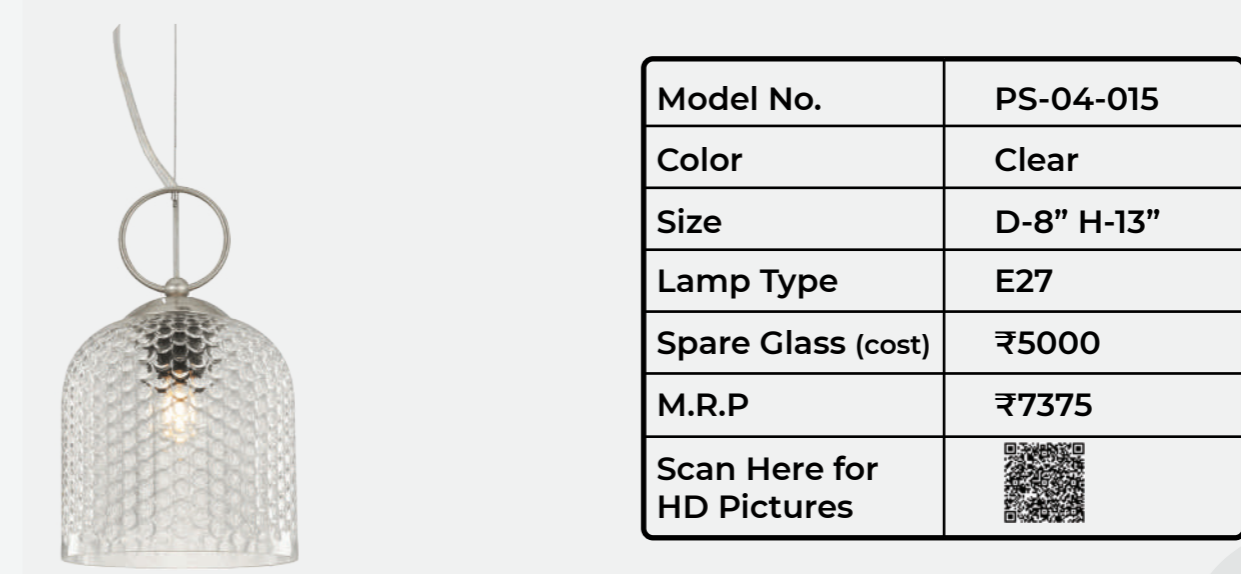 Model No. PS-04-015
Color Clear
Size D-8” H-13”
Lamp Type E27
Spare Glass (cost) ₹5000
M.R.P ₹7375
Scan Here for
HD Pictures